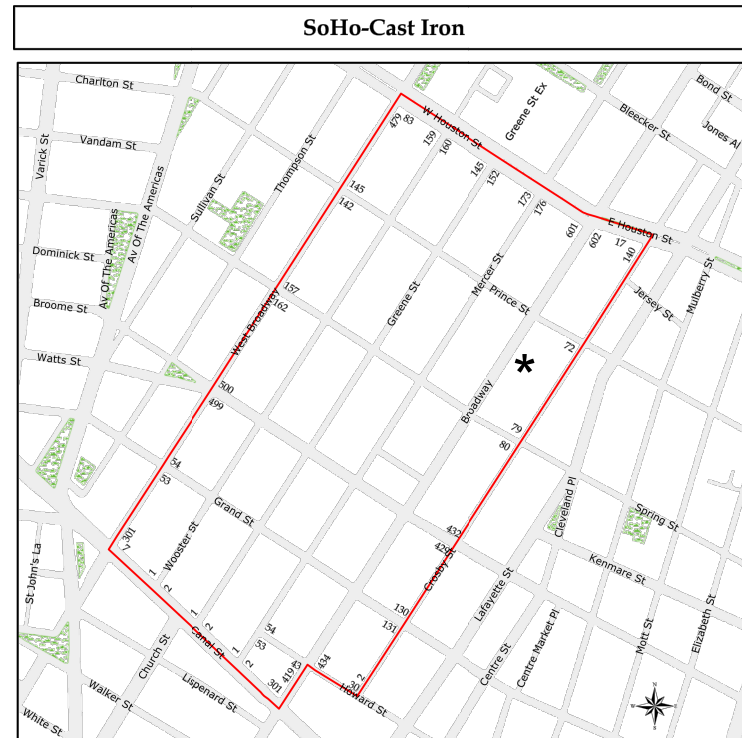 SoHo-Cast Iron
Charlton St
Bond St
Greene St Ex
Bleecker St
Jones Al
W Houston St
479
83
159
160
145
152
173
176
601
602
17
140
E Houston St
Varick St
Vandam St
Av Of The Americas
Av Of The Americas
Sullivan St
Thompson St
145
142
Dominick St
Broome St
Watts St
157
162
West Broadway
Greene St
Mercer St
Prince St
Jersey St
Mulberry St
72
*
Broadway
500
499
79
80
54
53
Grand St
Wooster St
301
7
1
2
1
2
1
2
Canal St
54
53
301
419
43
434
30
2
Howard St
432
429
Crosby St
130
131
Cleveland Pl
Spring St
Kenmare St
Lafayette St
Centre St
Centre Market Pl
Mott St
Elizabeth St
St John's La
Church St
Lispenard St
Walker St
White St
N
W
E
S